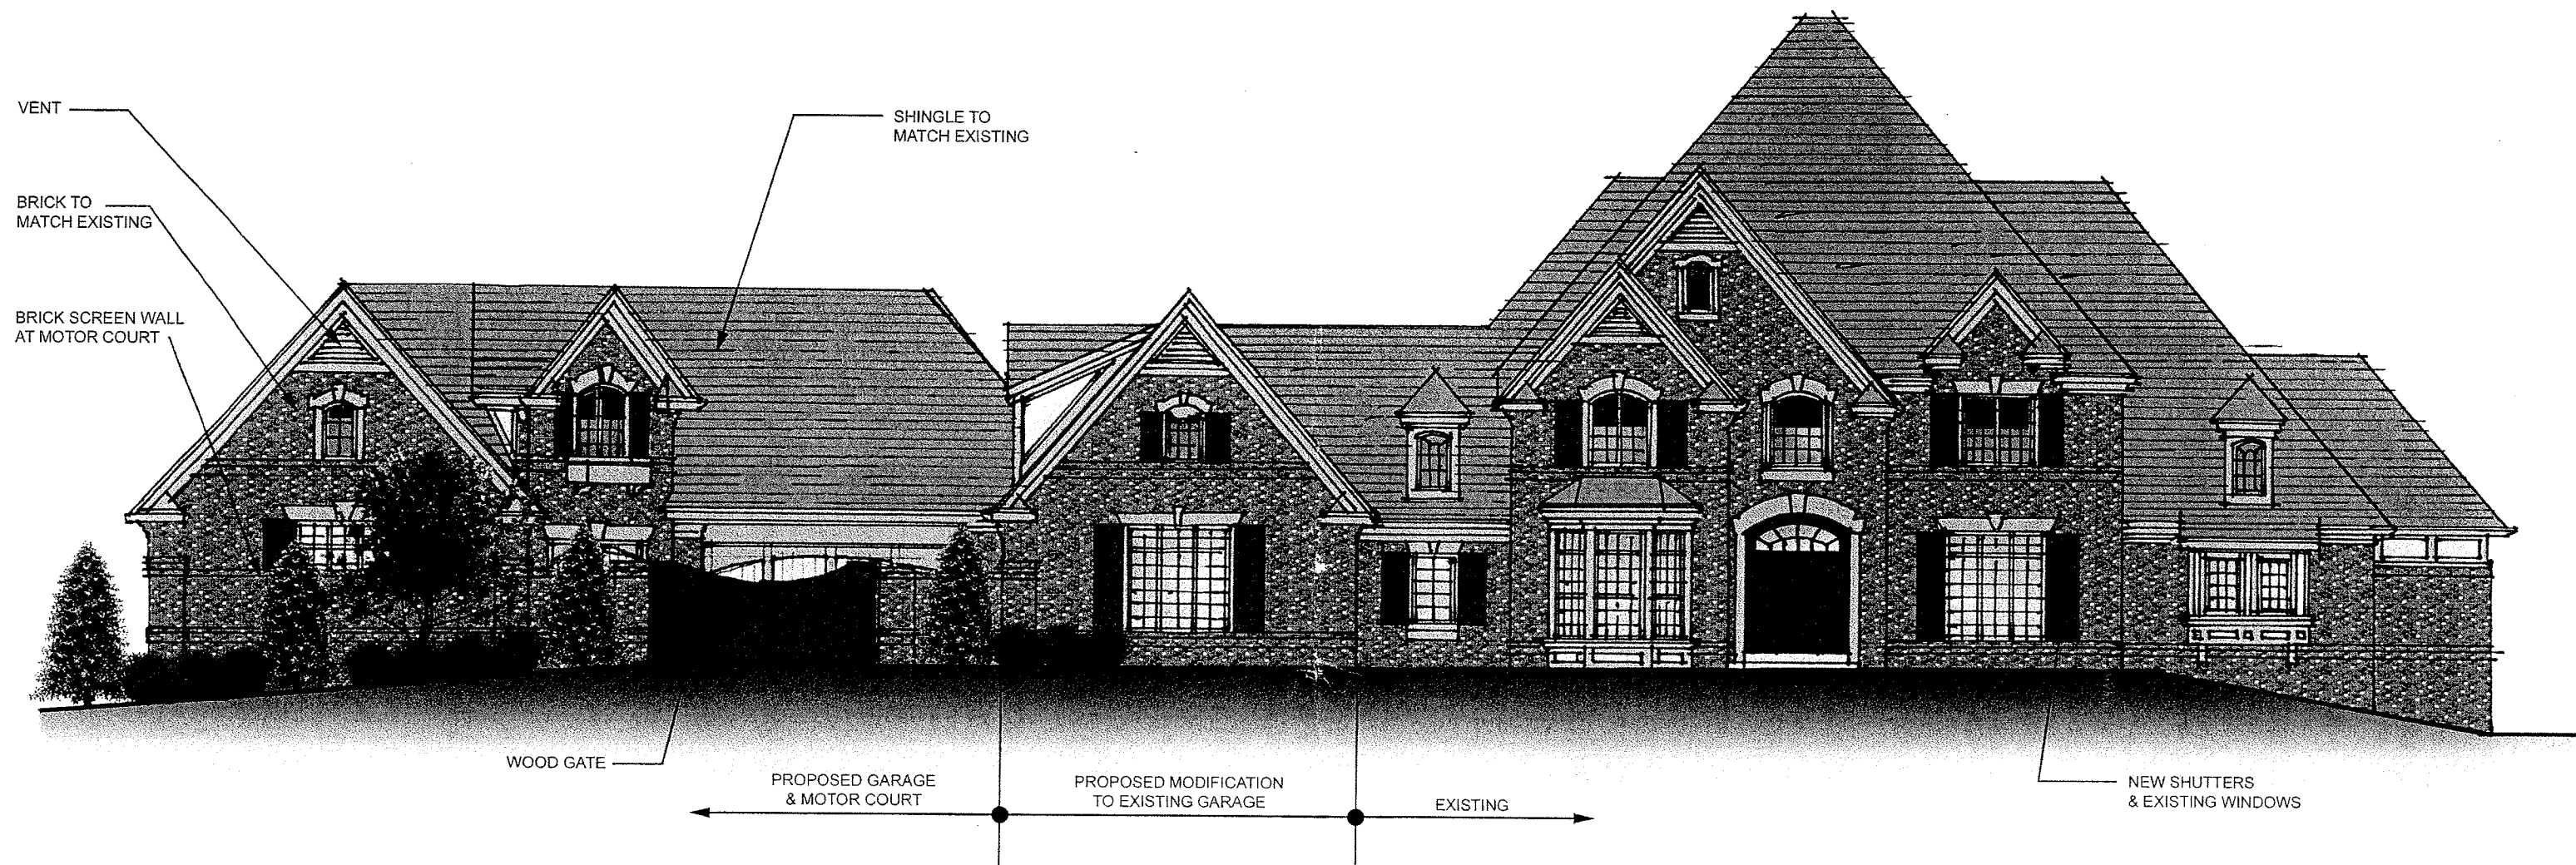 VENT
SHINGLE TO
MATCH EXISTING
BRICK TO
MATCH EXISTING
BRICK SCREEN WALL
AT MOTOR COURT
WOOD GATE
PROPOSED GARAGE
& MOTOR COURT
PROPOSED MODIFICATION
TO EXISTING GARAGE
EXISTING
NEW SHUTTERS
& EXISTING WINDOWS